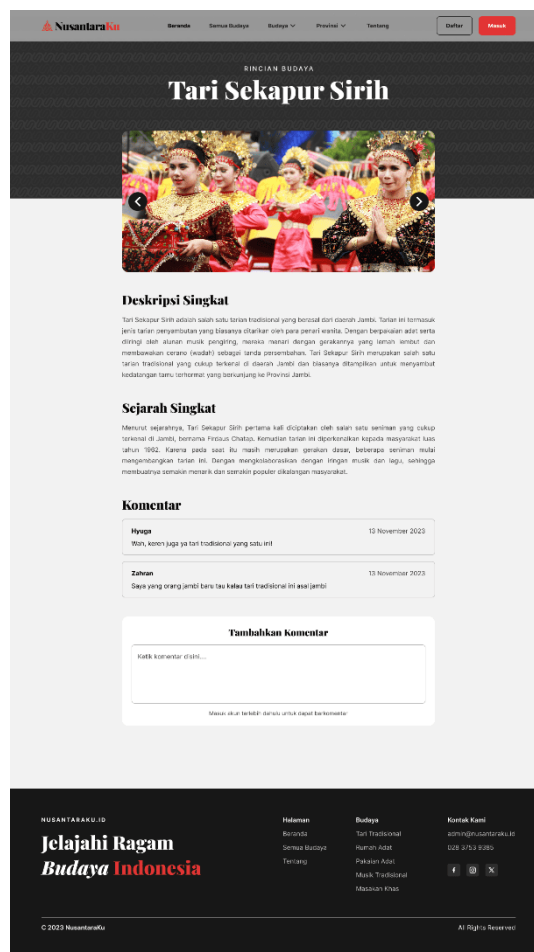 NusantaraKu
Beranda
Semua Budaya
Budaya
Provinsi
Tentang
Daftar
Masuk
RINCIAN BUDAYA
Tari Sekapur Sirih
Deskripsi Singkat
Tari Sekapur Sirih adalah salah satu tarian tradisional yang berasal dari daerah Jambi. Tarian ini termasuk
jenis tarian penyambutan yang biasanya ditarikan oleh para penari wanita. Dengan berpakaian adat serta
diiringi oleh alunan musik pengiring, mereka menari dengan gerakannya yang lemah lembut dan
membawakan cerano (wadah) sebagai tanda persembahan. Tari Sekapur Sirih merupakan salah satu
tarian tradisional yang cukup terkenal di daerah Jambi dan biasanya ditampilkan untuk menyambut
kedatangan tamu terhormat yang berkunjung ke Provinsi Jambi.
Sejarah Singkat
Menurut sejarahnya, Tari Sekapur Sirih pertama kali diciptakan oleh salah satu seniman yang cukup
terkenal di Jambi, bernama Firdaus Chatap. Kemudian tarian ini diperkenalkan kepada masyarakat luas
tahun 1962. Karena pada saat itu masih merupakan gerakan dasar, beberapa seniman mulai
mengembangkan tarian ini. Dengan mengkolaborasikan dengan iringan musik dan lagu, sehingga
membuatnya semakin menarik dan semakin populer dikalangan masyarakat.
Komentar
Hyuga
13 November 2023
Wah, keren juga ya tari tradisional yang satu ini!
Zahran
13 November 2023
Saya yang orang jambi baru tau kalau tari tradisional ini asal jambi
Tambahkan Komentar
Ketik komentar disini....
Masuk akun terlebih dahulu untuk dapat berkomentar
NUSANTARAKU.ID
Jelajahi Ragam
Budaya Indonesia
Halaman
Beranda
Semua Budaya
Tentang
Budaya
Tari Tradisional
Rumah Adat
Pakaian Adat
Musik Tradisional
Masakan Khas
Kontak Kami
admin@nusantaraku.id
028 3753 9385
© 2023 NusantaraKu
All Rights Reserved